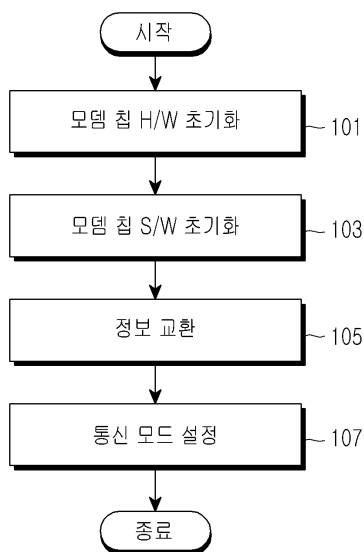 시작
모뎀 칩 H/W 초기화
101
모뎀 칩 S/W 초기화
103
정보 교환
105
통신 모드 설정
107
종료